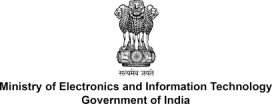 सत्यमेव जयते
Ministry of Electronics and Information Technology
Government of India